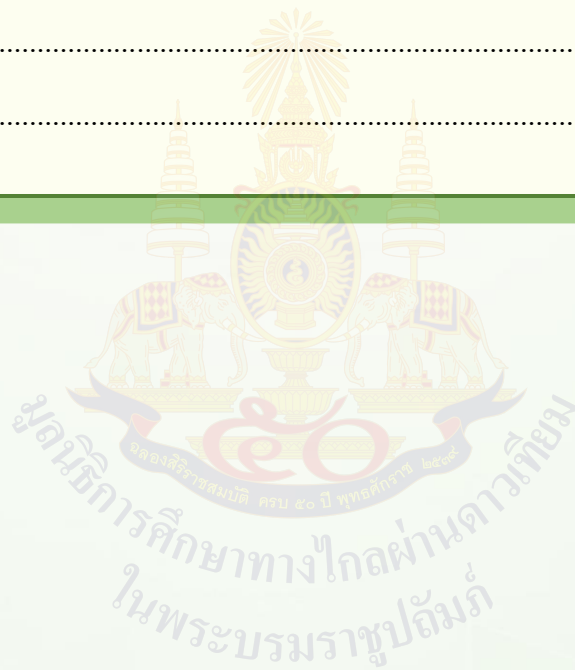 ................................................................................
................................................................................
๕๐
ฉลองสิริราชสมบัติ ครบ ๕๐ ปี พุทธศักราช ๒๕๓๙
มูลนิธิการศึกษาทางไกลผ่านดาวเทียม
ในพระบรมราชูปถัมภ์